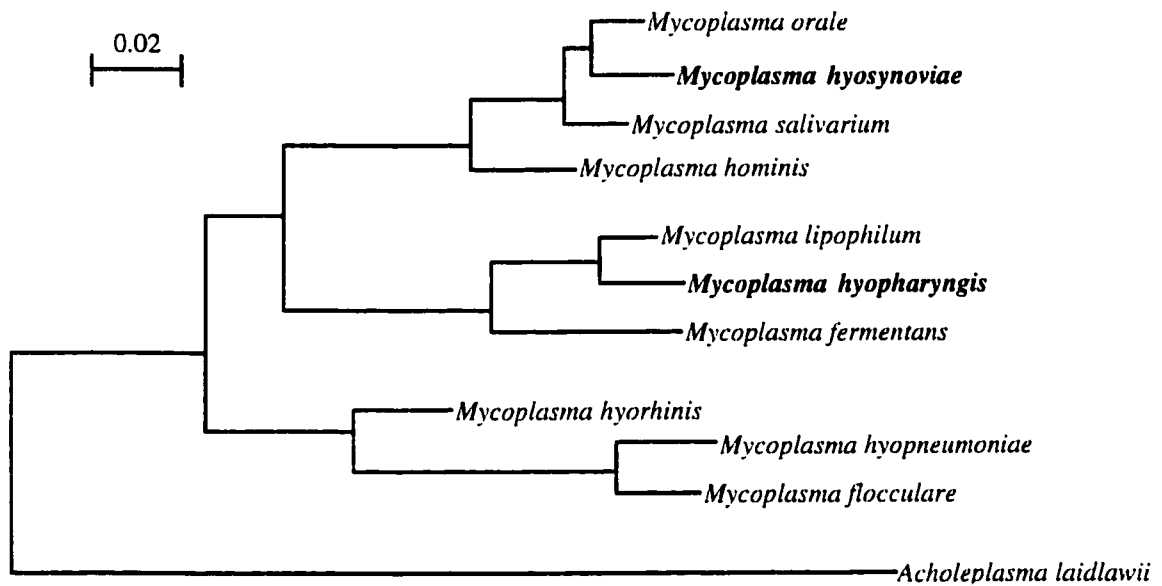 Mycoplasma orale
0.02
Mycoplasma hyosynoviae
Mycoplasma salivarium
Mycoplasma hominis
Mycoplasma lipophilum
Mycoplasma hyopharyngis
Mycoplasma fermentans
Mycoplasma hyorhinis
Mycoplasma hyopneumoniae
Mycoplasma flocculare
Acholeplasma laidlawii